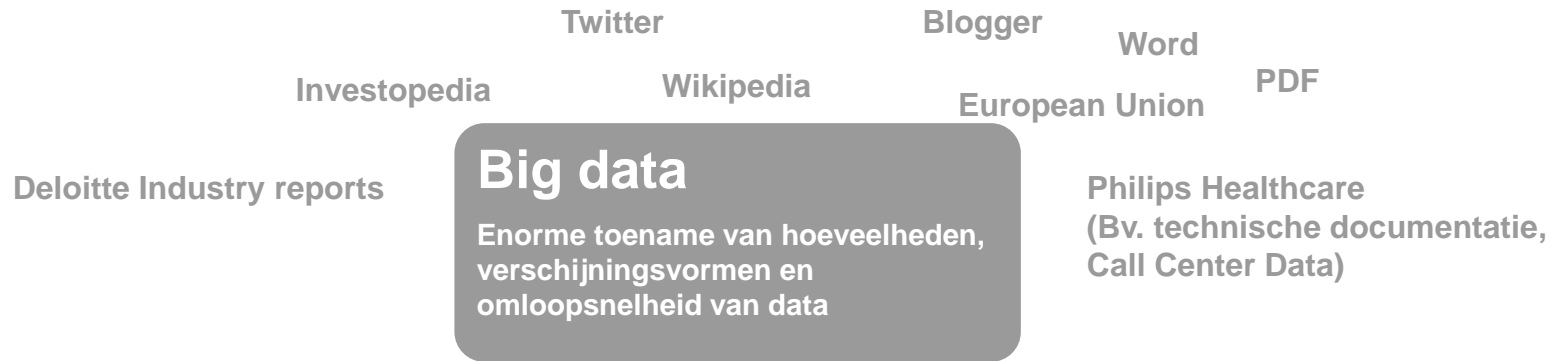 Twitter
Blogger
Word
Investopedia
Wikipedia
European Union
PDF
Deloitte Industry reports
Big data
Enorme toename van hoeveelheden,
verschijningsvormen en
omloopsnelheid van data
Philips Healthcare
(Bv. technische documentatie,
Call Center Data)